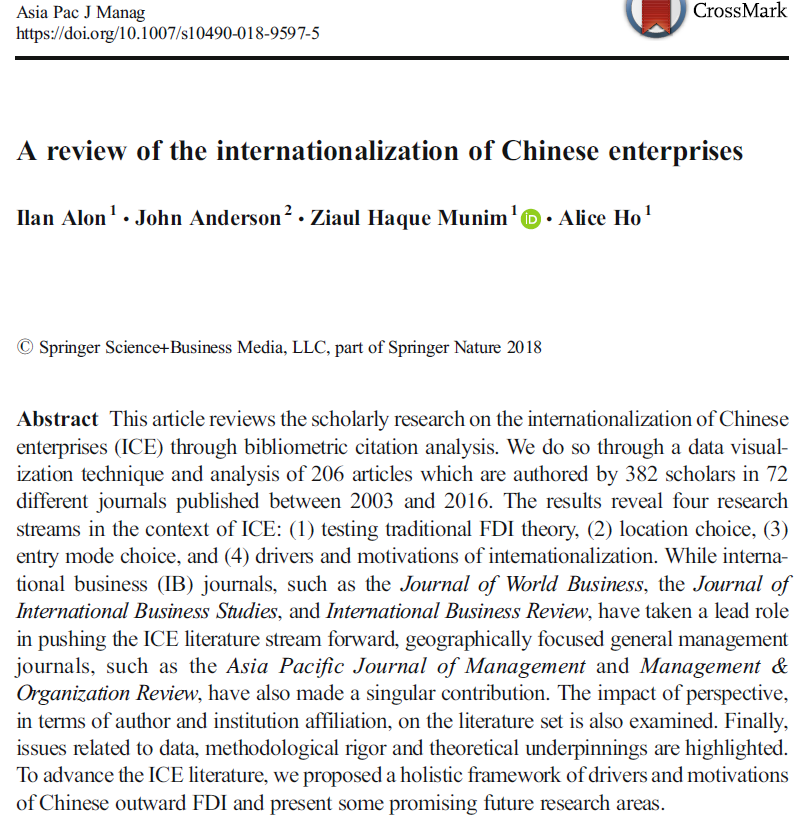 Asia Pac J Manag
https://doi.org/10.1007/s10490-018-9597-5
CrossMark
A review of the internationalization of Chinese enterprises
Ilan Alon1 • John Anderson2 • Ziaul Haque Munim1 iD • Alice Ho1
© Springer Science+Business Media, LLC, part of Springer Nature 2018
Abstract This article reviews the scholarly research on the internationalization of Chinese
enterprises (ICE) through bibliometric citation analysis. We do so through a data visual-
ization technique and analysis of 206 articles which are authored by 382 scholars in 72
different journals published between 2003 and 2016. The results reveal four research
streams in the context of ICE: (1) testing traditional FDI theory, (2) location choice, (3)
entry mode choice, and (4) drivers and motivations of internationalization. While interna-
tional business (IB) journals, such as the Journal of World Business, the Journal of
International Business Studies, and International Business Review, have taken a lead role
in pushing the ICE literature stream forward, geographically focused general management
journals, such as the Asia Pacific Journal of Management and Management &
Organization Review, have also made a singular contribution. The impact of perspective,
in terms of author and institution affiliation, on the literature set is also examined. Finally,
issues related to data, methodological rigor and theoretical underpinnings are highlighted.
To advance the ICE literature, we proposed a holistic framework of drivers and motivations
of Chinese outward FDI and present some promising future research areas.